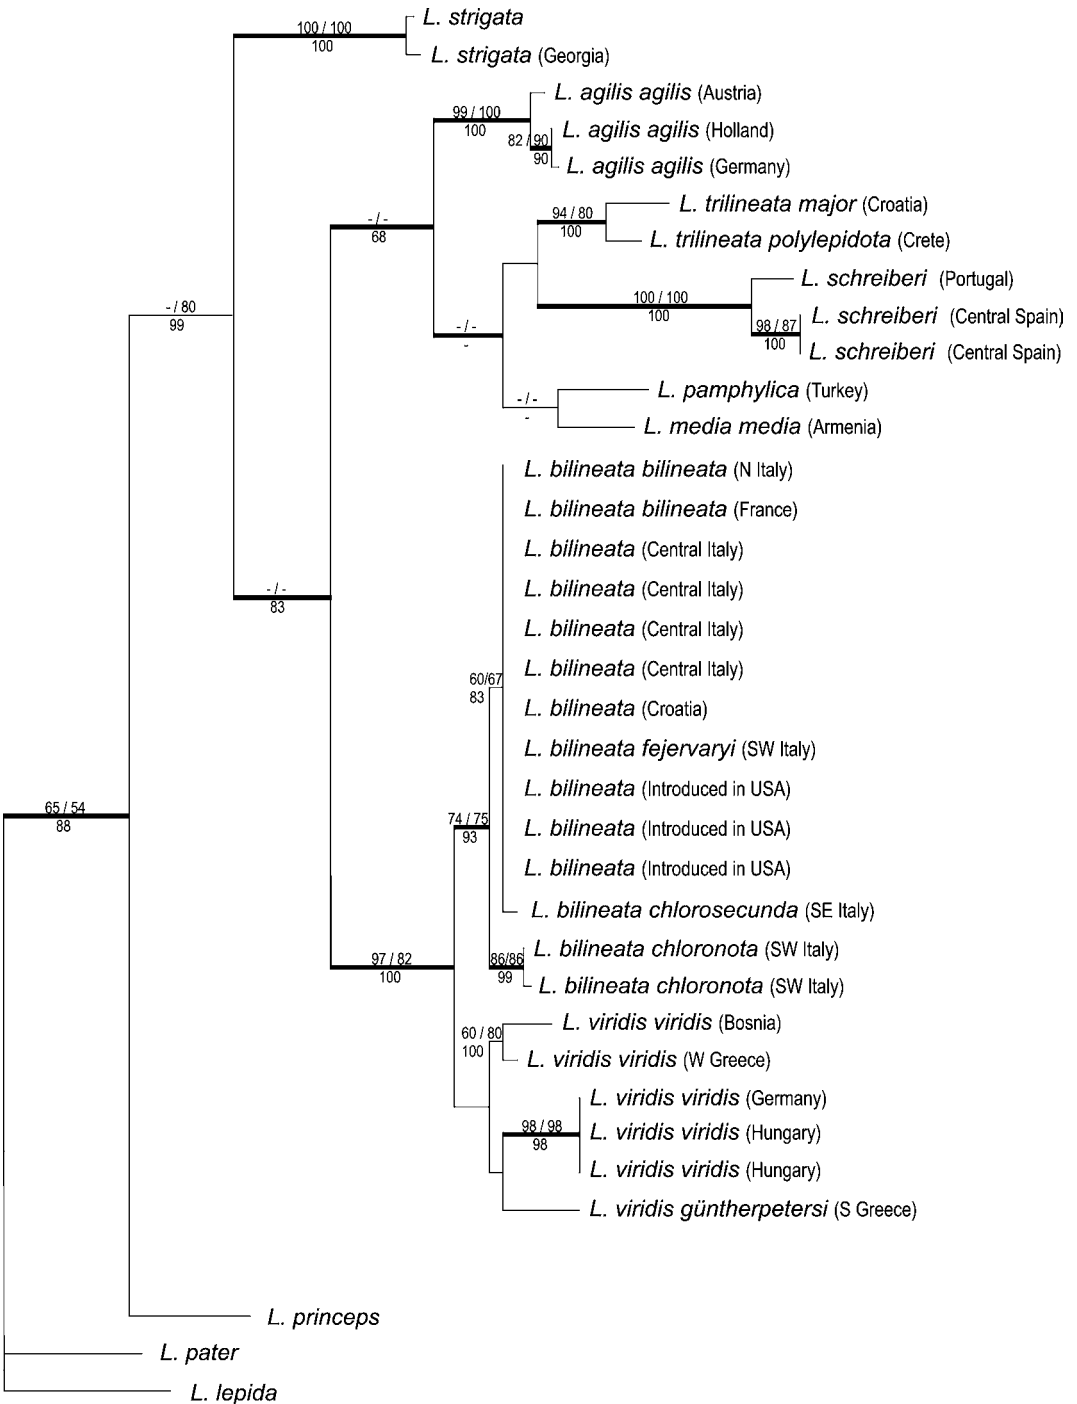 L. strigata
100 / 100
100
L. strigata (Georgia)
L. agilis agilis (Austria)
99 / 100
100
L. agilis agilis (Holland)
82 / 90
90
L. agilis agilis (Germany)
L. trilineata major (Croatia)
94 / 80
100
- / -
68
L. trilineata polylepidota (Crete)
L. schreiberi (Portugal)
100 / 100
100
- / 80
99
L. schreiberi (Central Spain)
98 / 87
100
- / -
-
L. schreiberi (Central Spain)
L. pamphylica (Turkey)
- / -
-
L. media media (Armenia)
L. bilineata bilineata (N Italy)
L. bilineata bilineata (France)
L. bilineata (Central Italy)
L. bilineata (Central Italy)
- / -
83
L. bilineata (Central Italy)
L. bilineata (Central Italy)
60/67
83
L. bilineata (Croatia)
L. bilineata fejervaryi (SW Italy)
L. bilineata (Introduced in USA)
65 / 54
88
74 / 75
93
L. bilineata (Introduced in USA)
L. bilineata (Introduced in USA)
L. bilineata chlorosecunda (SE Italy)
L. bilineata chloronota (SW Italy)
97 / 82
100
86/86
99
L. bilineata chloronota (SW Italy)
L. viridis viridis (Bosnia)
60 / 80
100
L. viridis viridis (W Greece)
L. viridis viridis (Germany)
98 / 98
98
L. viridis viridis (Hungary)
L. viridis viridis (Hungary)
L. viridis güntherpetersi (S Greece)
L. princeps
L. pater
L. lepida